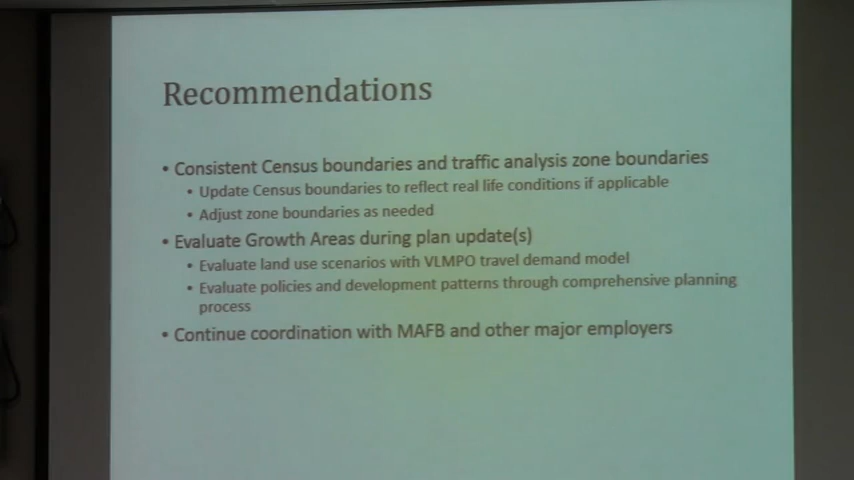 Recommendations
• Consistent Census boundaries and traffic analysis zone boundaries
• Update Census boundaries to reflect real life conditions if applicable
• Adjust zone boundaries as needed
• Evaluate Growth Areas during plan update(s)
• Evaluate land use scenarios with VLMPO travel demand model
• Evaluate policies and development patterns through comprehensive planning
process
• Continue coordination with MAFB and other major employers